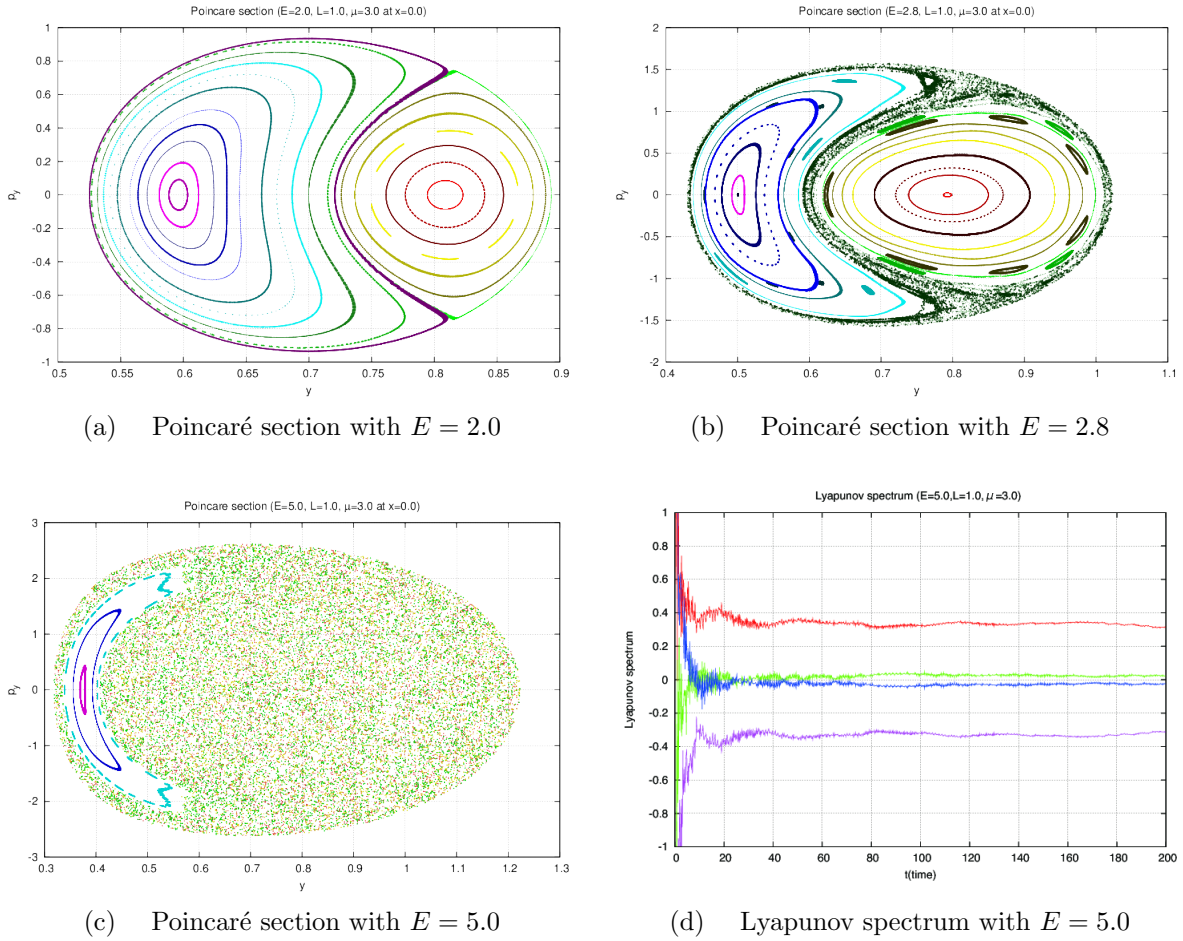 Poincare section (E=2.0, L=1.0, μ=3.0 at x=0.0)
1
0.8
0.6
0.4
0.2
0
-0.2
-0.4
-0.6
-0.8
-1
p_y
0.5 0.55 0.6 0.65 0.7 0.75 0.8 0.85 0.9
y
(a) Poincaré section with E = 2.0
Poincare section (E=2.8, L=1.0, μ=3.0 at x=0.0)
2
1.5
1
0.5
0
-0.5
-1
-1.5
-2
p_y
0.4 0.5 0.6 0.7 0.8 0.9 1 1.1
y
(b) Poincaré section with E = 2.8
Poincare section (E=5.0, L=1.0, μ=3.0 at x=0.0)
3
2
1
0
-1
-2
-3
p_y
0.3 0.4 0.5 0.6 0.7 0.8 0.9 1 1.1 1.2 1.3
y
(c) Poincaré section with E = 5.0
Lyapunov spectrum (E=5.0,L=1.0, μ=3.0)
1
0.8
0.6
0.4
0.2
0
-0.2
-0.4
-0.6
-0.8
-1
Lyapunov spectrum
0 20 40 60 80 100 120 140 160 180 200
t(time)
(d) Lyapunov spectrum with E = 5.0